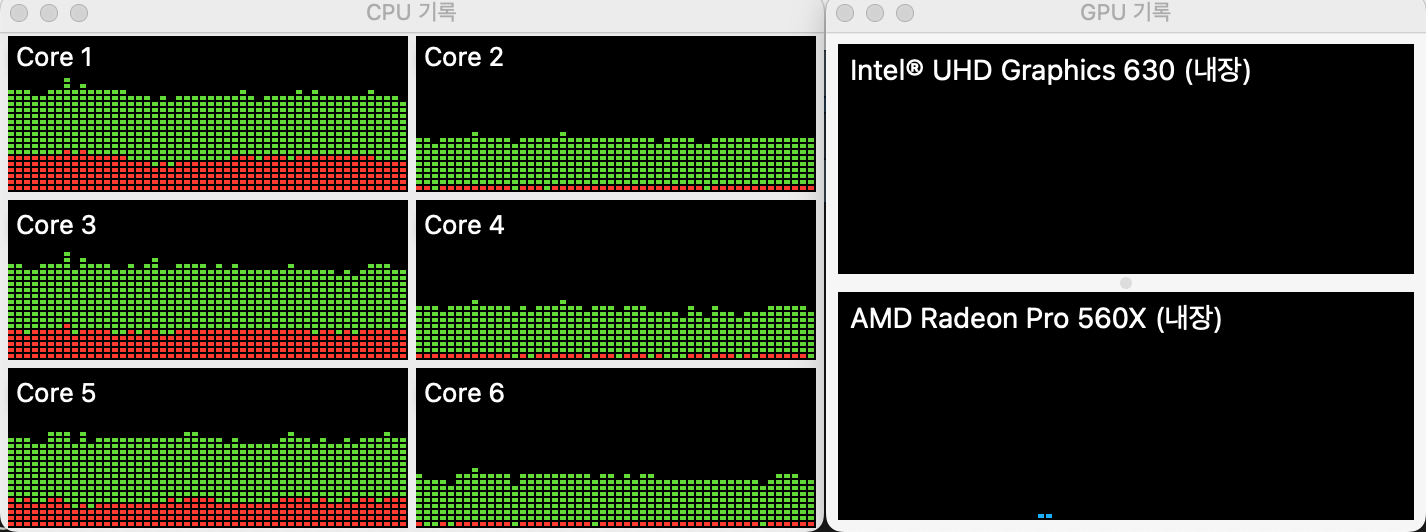 CPU 기록
Core 1
Core 2
Core 3
Core 4
Core 5
Core 6
GPU 기록
Intel® UHD Graphics 630 (내장)
AMD Radeon Pro 560X (내장)